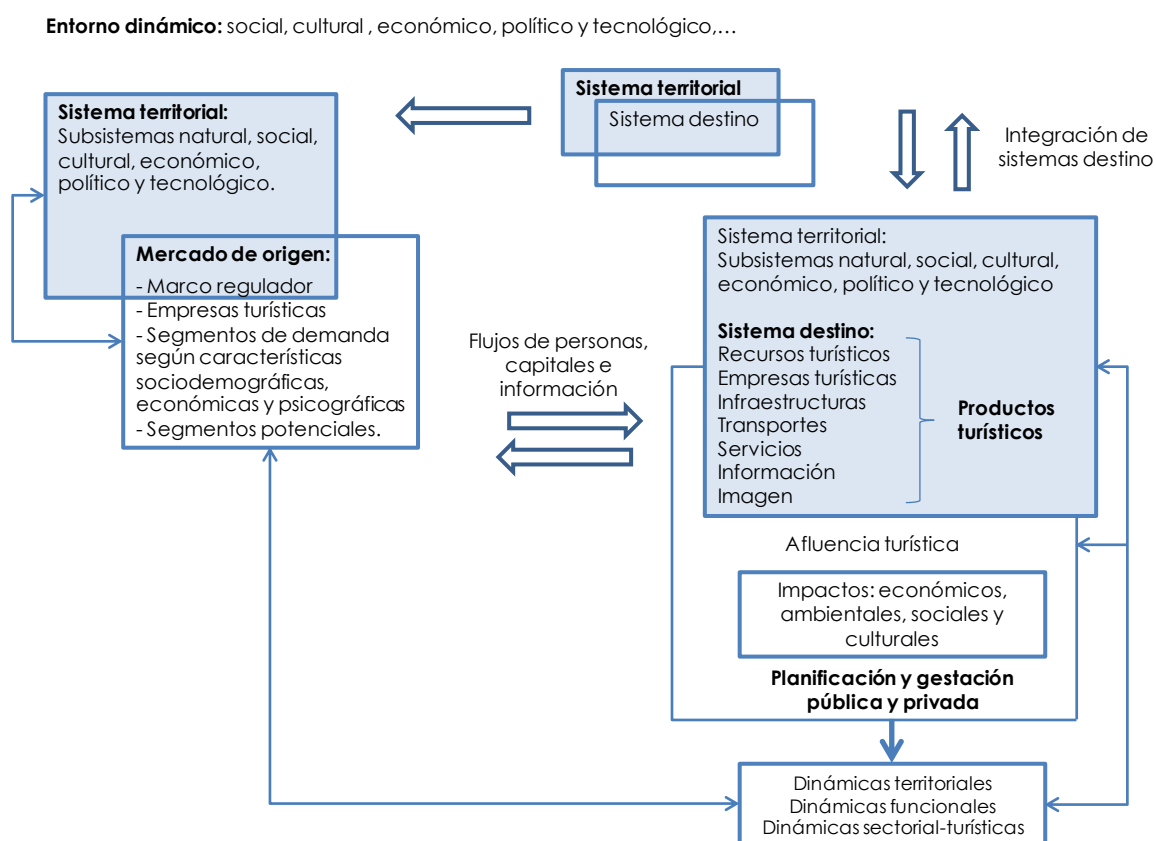 Entorno dinámico: social, cultural , económico, político y tecnológico,…
Sistema territorial
Sistema destino
Sistema territorial:
Subsistemas natural, social,
cultural, económico,
político y tecnológico.
Integración de
sistemas destino
Mercado de origen:
- Marco regulador
- Empresas turísticas
- Segmentos de demanda
según características
sociodemográficas,
económicas y psicográficas
- Segmentos potenciales.
Flujos de personas,
capitales e
información
Sistema territorial:
Subsistemas natural, social, cultural,
económico, político y tecnológico
Sistema destino:
Recursos turísticos
Empresas turísticas
Infraestructuras
Transportes
Servicios
Información
Imagen
Productos
turísticos
Afluencia turística
Impactos: económicos,
ambientales, sociales y
culturales
Planificación y gestación
pública y privada
Dinámicas territoriales
Dinámicas funcionales
Dinámicas sectorial-turísticas